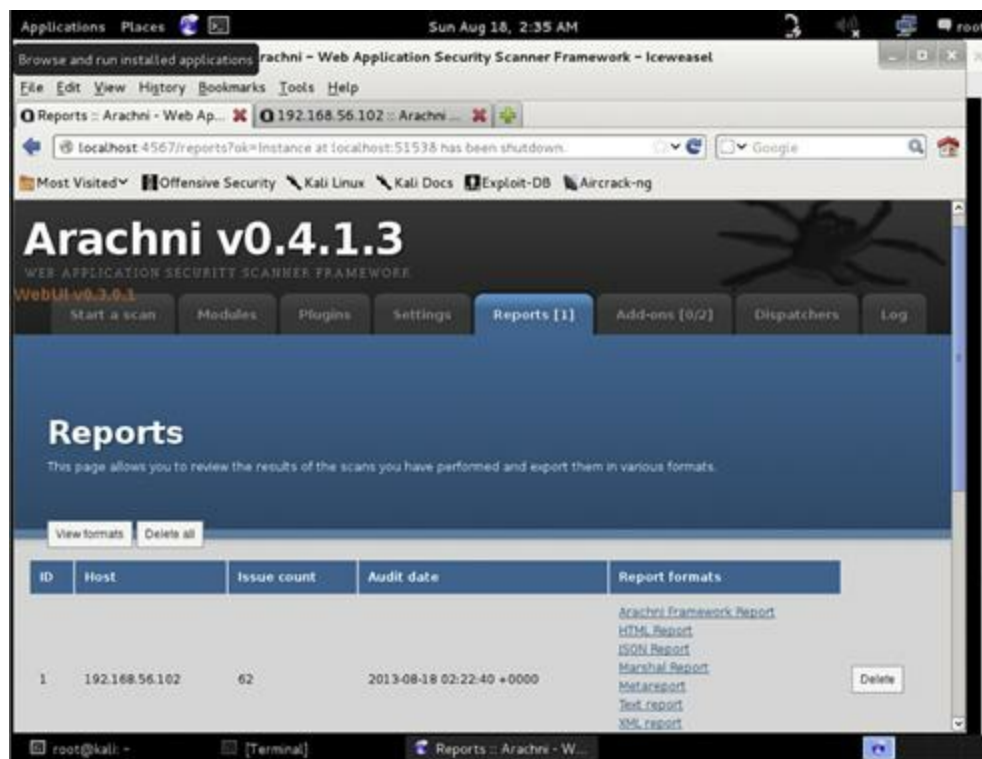 Applications Places Sun Aug 18, 2:35 AM root
Browse and run installed applications rachni - Web Application Security Scanner Framework - Iceweasel
File Edit View History Bookmarks Tools Help
Reports :: Arachni - Web Ap... 192.168.56.102 :: Arachni ...
localhost:4567/reports?ok=Instance at localhost:51538 has been shutdown. Google
Most Visited Offensive Security Kali Linux Kali Docs Exploit-DB Aircrack-ng
Arachni v0.4.1.3
WEB APPLICATION SECURITY SCANNER FRAMEWORK
WebUI v0.3.0.1
Start a scan Modules Plugins Settings Reports [1] Add-ons [0/2] Dispatchers Log
Reports
This page allows you to review the results of the scans you have performed and export them in various formats.
View formats Delete all
ID Host Issue count Audit date Report formats
Arachni Framework Report
HTML Report
JSON Report
Marshal Report
1 192.168.56.102 62 2013-08-18 02:22:40 +0000 Delete
Metareport
Text report
XML report
root@kali: ~ [Terminal] Reports :: Arachni - W...